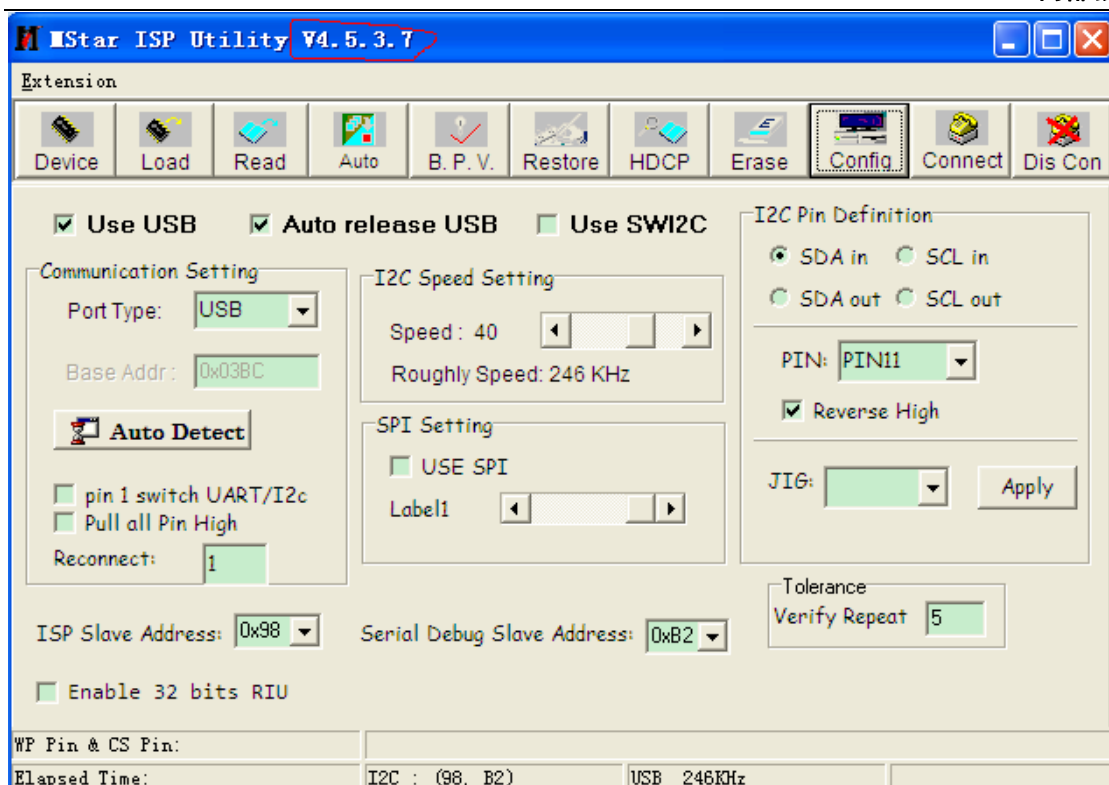 MStar ISP Utility V4.5.3.7
Extension
Device Load Read Auto B.P.V. Restore HDCP Erase Config Connect Dis Con
Use USB Auto release USB Use SWI2C
Communication Setting
Port Type: USB
Base Addr: 0x03BC
Auto Detect
pin 1 switch UART/I2c
Pull all Pin High
Reconnect: 1
I2C Speed Setting
Speed: 40
Roughly Speed: 246 KHz
SPI Setting
USE SPI
Label1
I2C Pin Definition
SDA in SCL in
SDA out SCL out
PIN: PIN11
Reverse High
JIG: Apply
Tolerance
Verify Repeat 5
ISP Slave Address: 0x98 Serial Debug Slave Address: 0xB2
Enable 32 bits RIU
WP Pin & CS Pin:
Elapsed Time: I2C : (98, B2) USB 246KHz